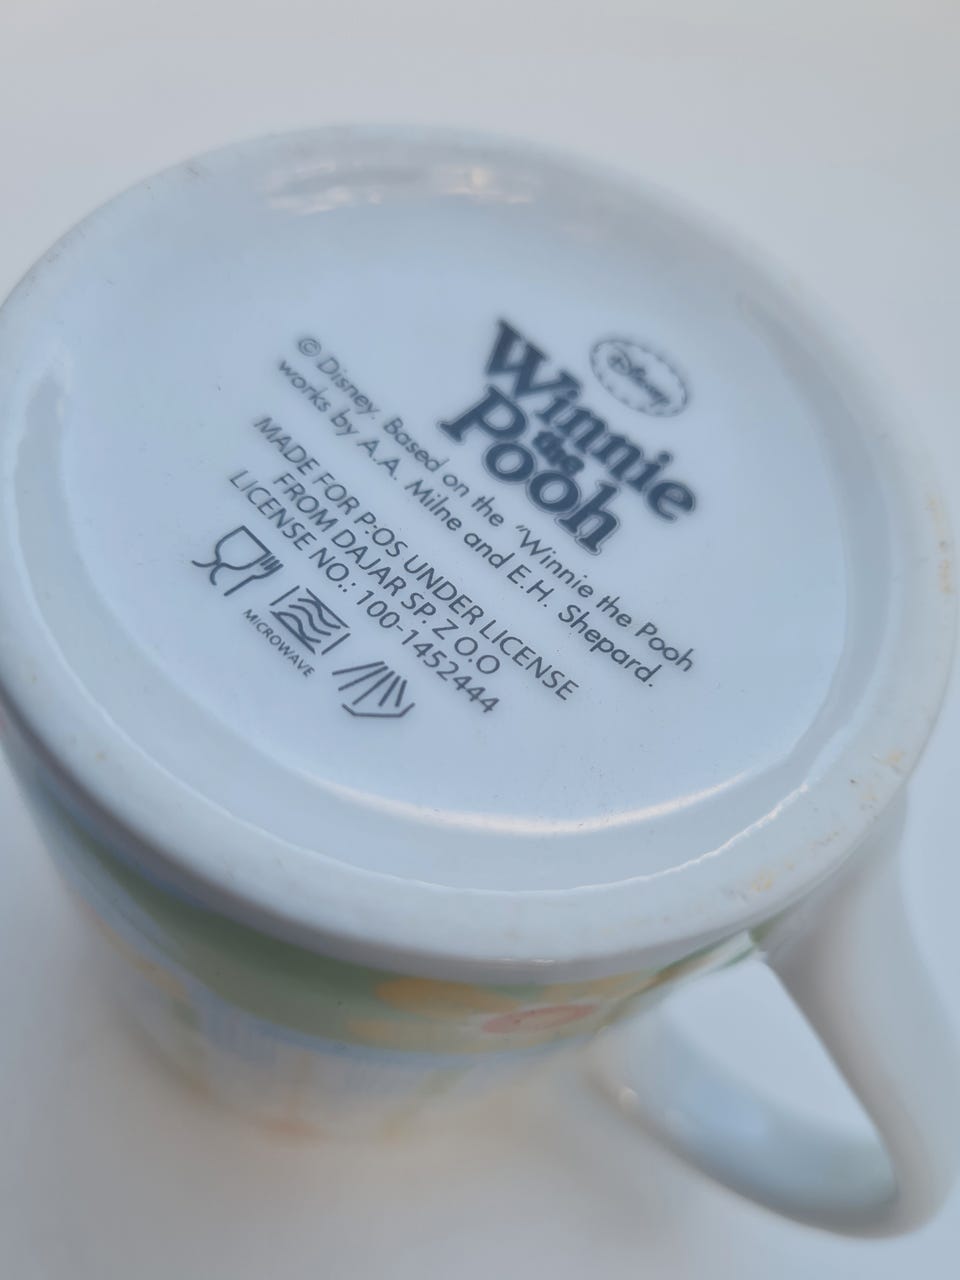 Disney
Winnie
the
Pooh
© Disney. Based on the "Winnie the Pooh
works by A.A. Milne and E.H. Shepard.
MADE FOR P:OS UNDER LICENSE
FROM DAJAR SP. Z O.O
LICENSE NO.: 100-1452444
MICROWAVE